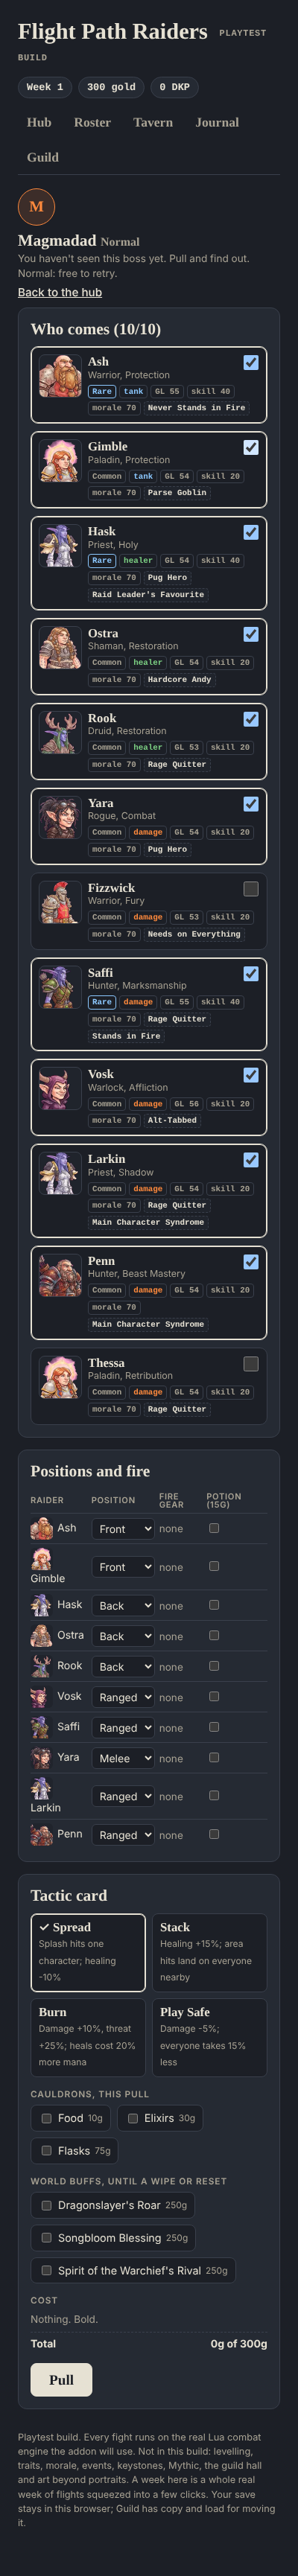 Flight Path Raiders PLAYTEST
BUILD
Week 1 300 gold 0 DKP
Hub Roster Tavern Journal
Guild
M
Magmadad Normal
You haven't seen this boss yet. Pull and find out.
Normal: free to retry.
Back to the hub
Who comes (10/10)
Ash
Warrior, Protection
Rare tank GL 55 skill 40
morale 70 Never Stands in Fire
Gimble
Paladin, Protection
Common tank GL 54 skill 20
morale 70 Parse Goblin
Hask
Priest, Holy
Rare healer GL 54 skill 40
morale 70 Pug Hero
Raid Leader's Favourite
Ostra
Shaman, Restoration
Common healer GL 54 skill 20
morale 70 Hardcore Andy
Rook
Druid, Restoration
Common healer GL 53 skill 20
morale 70 Rage Quitter
Yara
Rogue, Combat
Common damage GL 54 skill 20
morale 70 Pug Hero
Fizzwick
Warrior, Fury
Common damage GL 53 skill 20
morale 70 Needs on Everything
Saffi
Hunter, Marksmanship
Rare damage GL 55 skill 40
morale 70 Rage Quitter
Stands in Fire
Vosk
Warlock, Affliction
Common damage GL 56 skill 20
morale 70 Alt-Tabbed
Larkin
Priest, Shadow
Common damage GL 54 skill 20
morale 70 Rage Quitter
Main Character Syndrome
Penn
Hunter, Beast Mastery
Common damage GL 54 skill 20
morale 70
Main Character Syndrome
Thessa
Paladin, Retribution
Common damage GL 54 skill 20
morale 70 Rage Quitter
Positions and fire
RAIDER POSITION FIRE GEAR POTION (15G)
Ash Front none
Gimble Front none
Hask Back none
Ostra Back none
Rook Back none
Vosk Ranged none
Saffi Ranged none
Yara Melee none
Larkin Ranged none
Penn Ranged none
Tactic card
✓ Spread
Splash hits one
character; healing
-10%
Stack
Healing +15%; area
hits land on everyone
nearby
Burn
Damage +10%, threat
+25%; heals cost 20%
more mana
Play Safe
Damage -5%;
everyone takes 15%
less
CAULDRONS, THIS PULL
Food 10g Elixirs 30g
Flasks 75g
WORLD BUFFS, UNTIL A WIPE OR RESET
Dragonslayer's Roar 250g
Songbloom Blessing 250g
Spirit of the Warchief's Rival 250g
COST
Nothing. Bold.
Total 0g of 300g
Pull
Playtest build. Every fight runs on the real Lua combat
engine the addon will use. Not in this build: levelling,
traits, morale, events, keystones, Mythic, the guild hall
and art beyond portraits. A week here is a whole real
week of flights squeezed into a few clicks. Your save
stays in this browser; Guild has copy and load for moving
it.